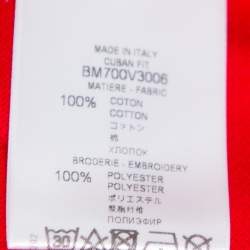 MADE IN ITALY
CUBAN FIT
BM700V3006
MATIERE - FABRIC
100% COTON
COTTON
コットン
棉
ХЛОПОК
BRODERIE - EMBROIDERY
100% POLYESTER
POLYESTER
ポリエステル
聚酯纤维
ПОЛИЭФИР
30